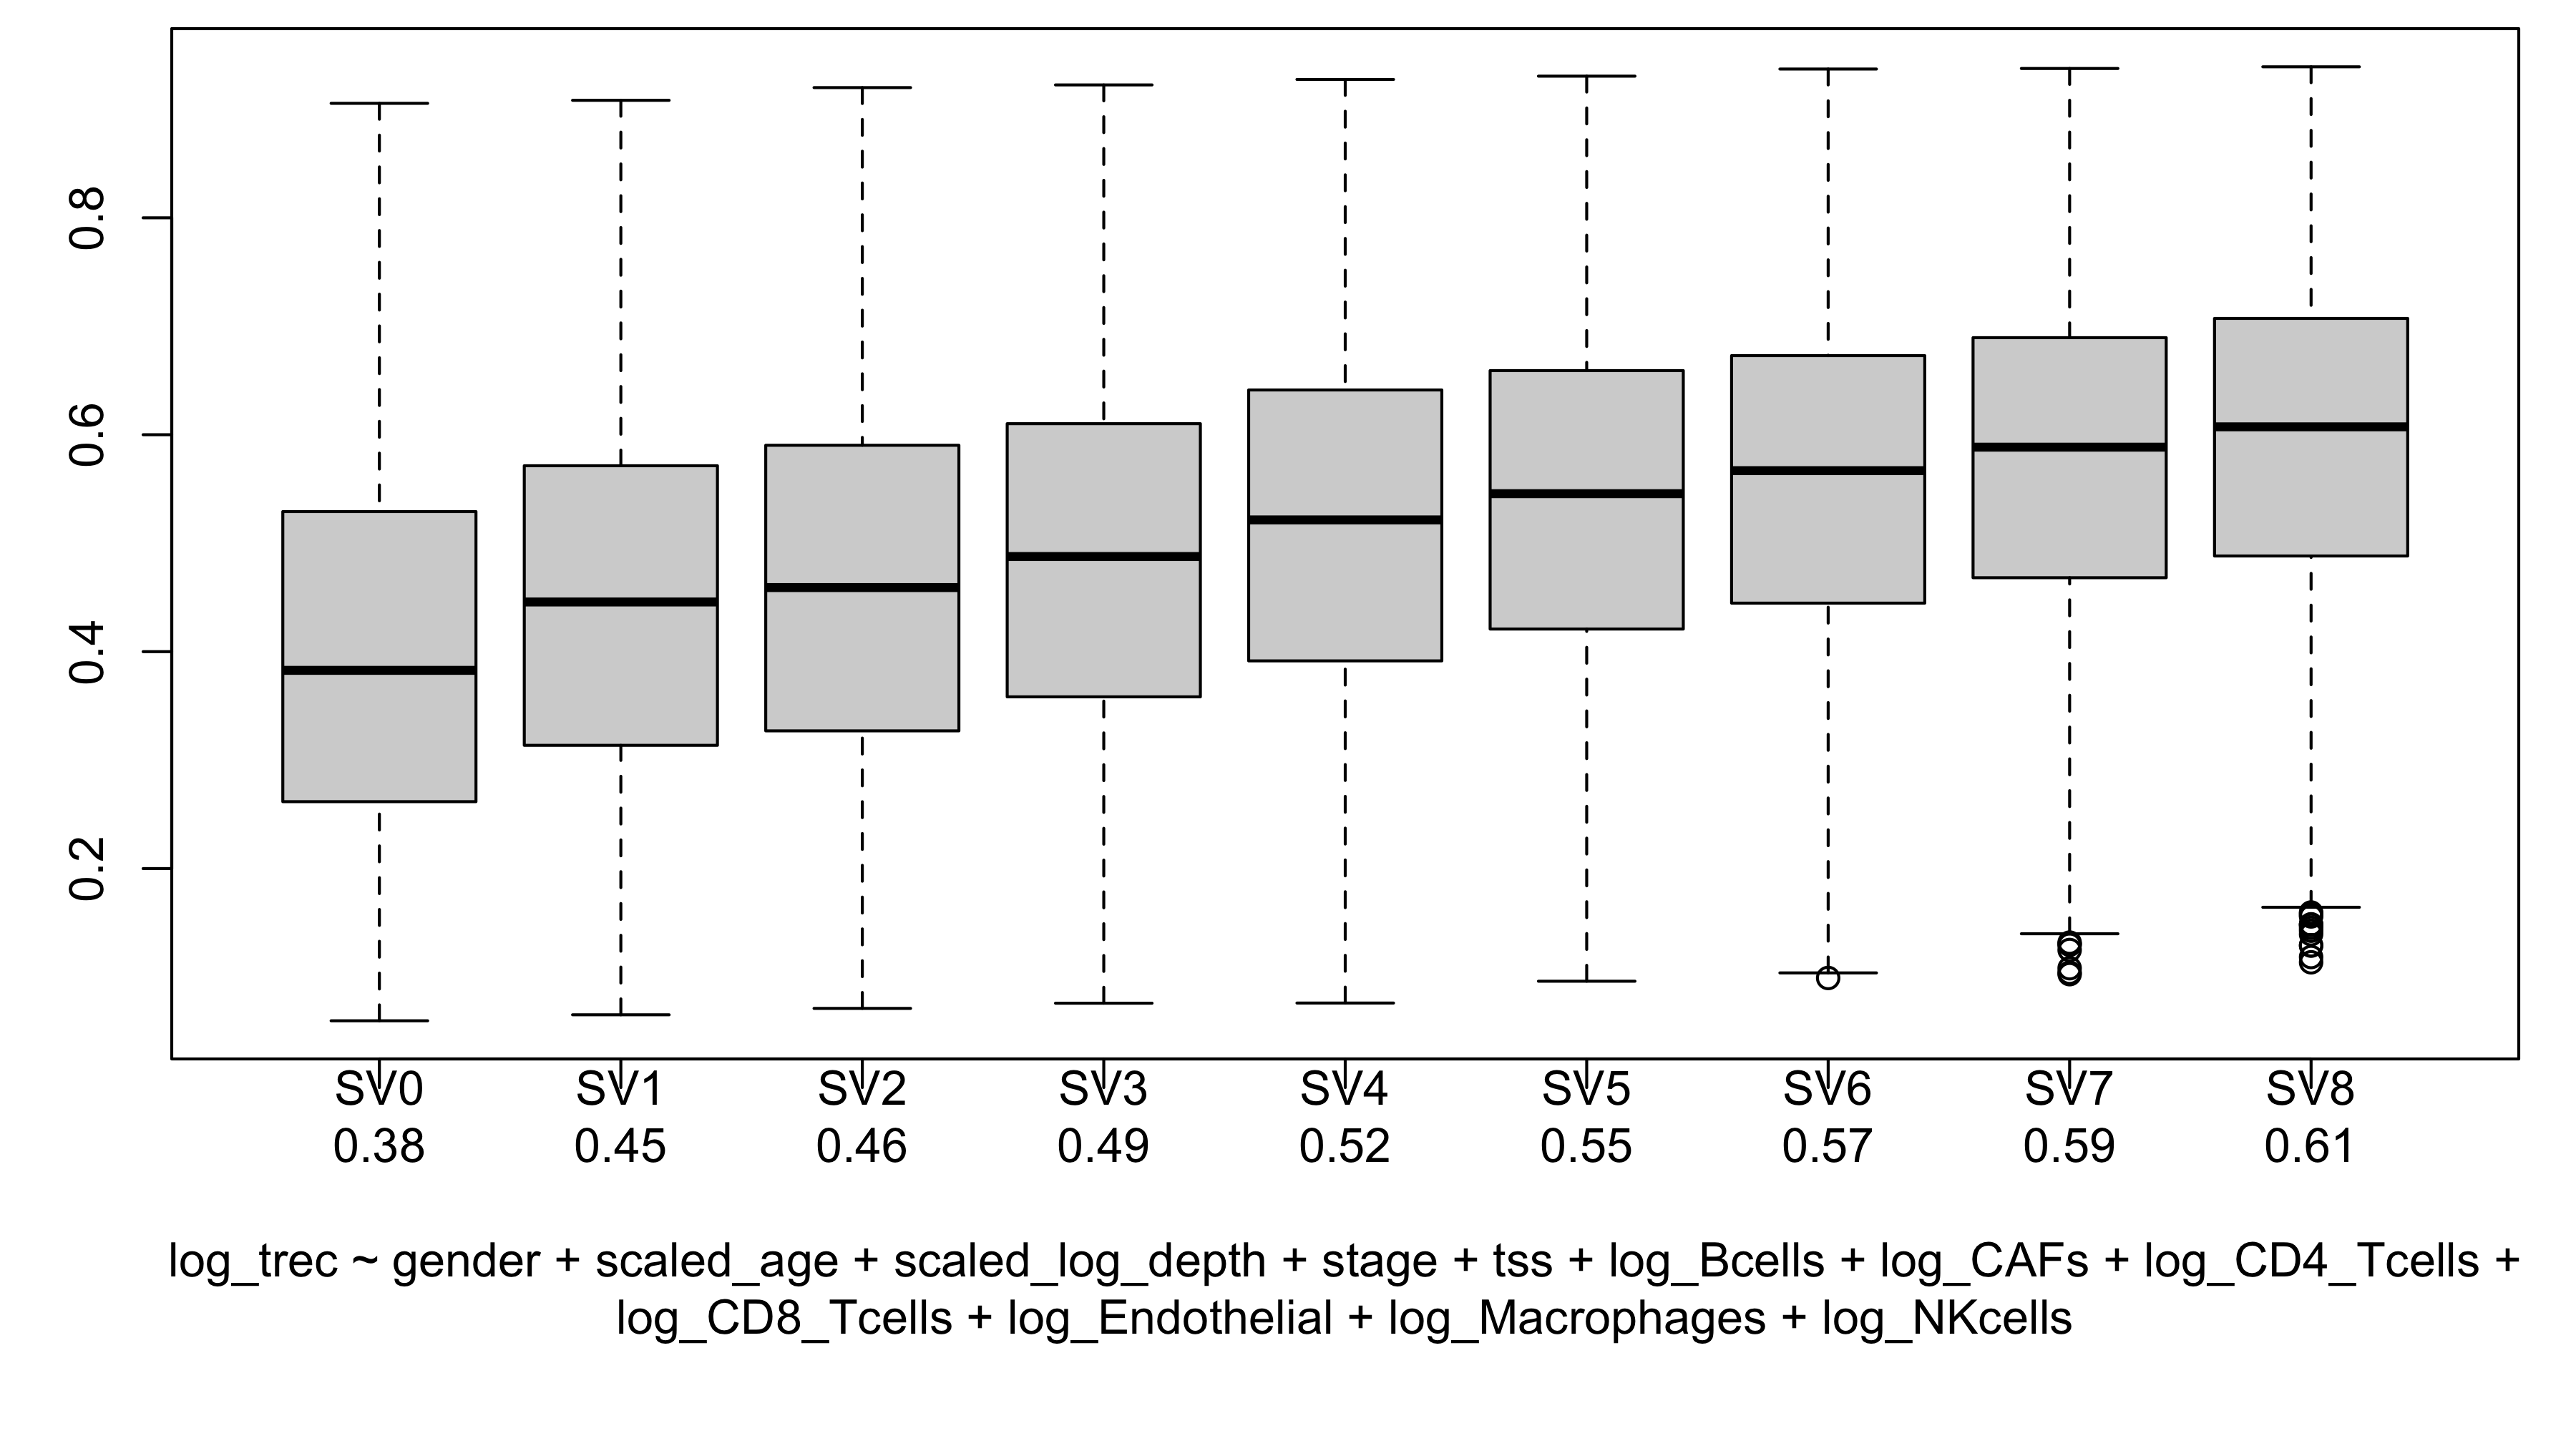 0.8
0.6
0.4
0.2
SV0 SV1 SV2 SV3 SV4 SV5 SV6 SV7 SV8
0.38 0.45 0.46 0.49 0.52 0.55 0.57 0.59 0.61
log_trec ~ gender + scaled_age + scaled_log_depth + stage + tss + log_Bcells + log_CAFs + log_CD4_Tcells +
log_CD8_Tcells + log_Endothelial + log_Macrophages + log_NKcells